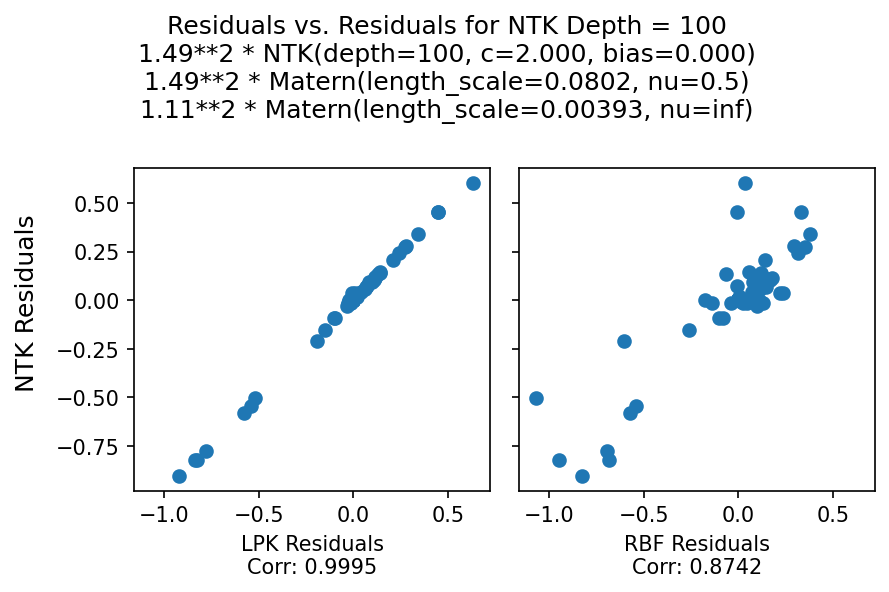 Residuals vs. Residuals for NTK Depth = 100
1.49**2 * NTK(depth=100, c=2.000, bias=0.000)
1.49**2 * Matern(length_scale=0.0802, nu=0.5)
1.11**2 * Matern(length_scale=0.00393, nu=inf)
NTK Residuals
0.50
0.25
0.00
−0.25
−0.50
−0.75
−1.0 −0.5 0.0 0.5
LPK Residuals
Corr: 0.9995
−1.0 −0.5 0.0 0.5
RBF Residuals
Corr: 0.8742